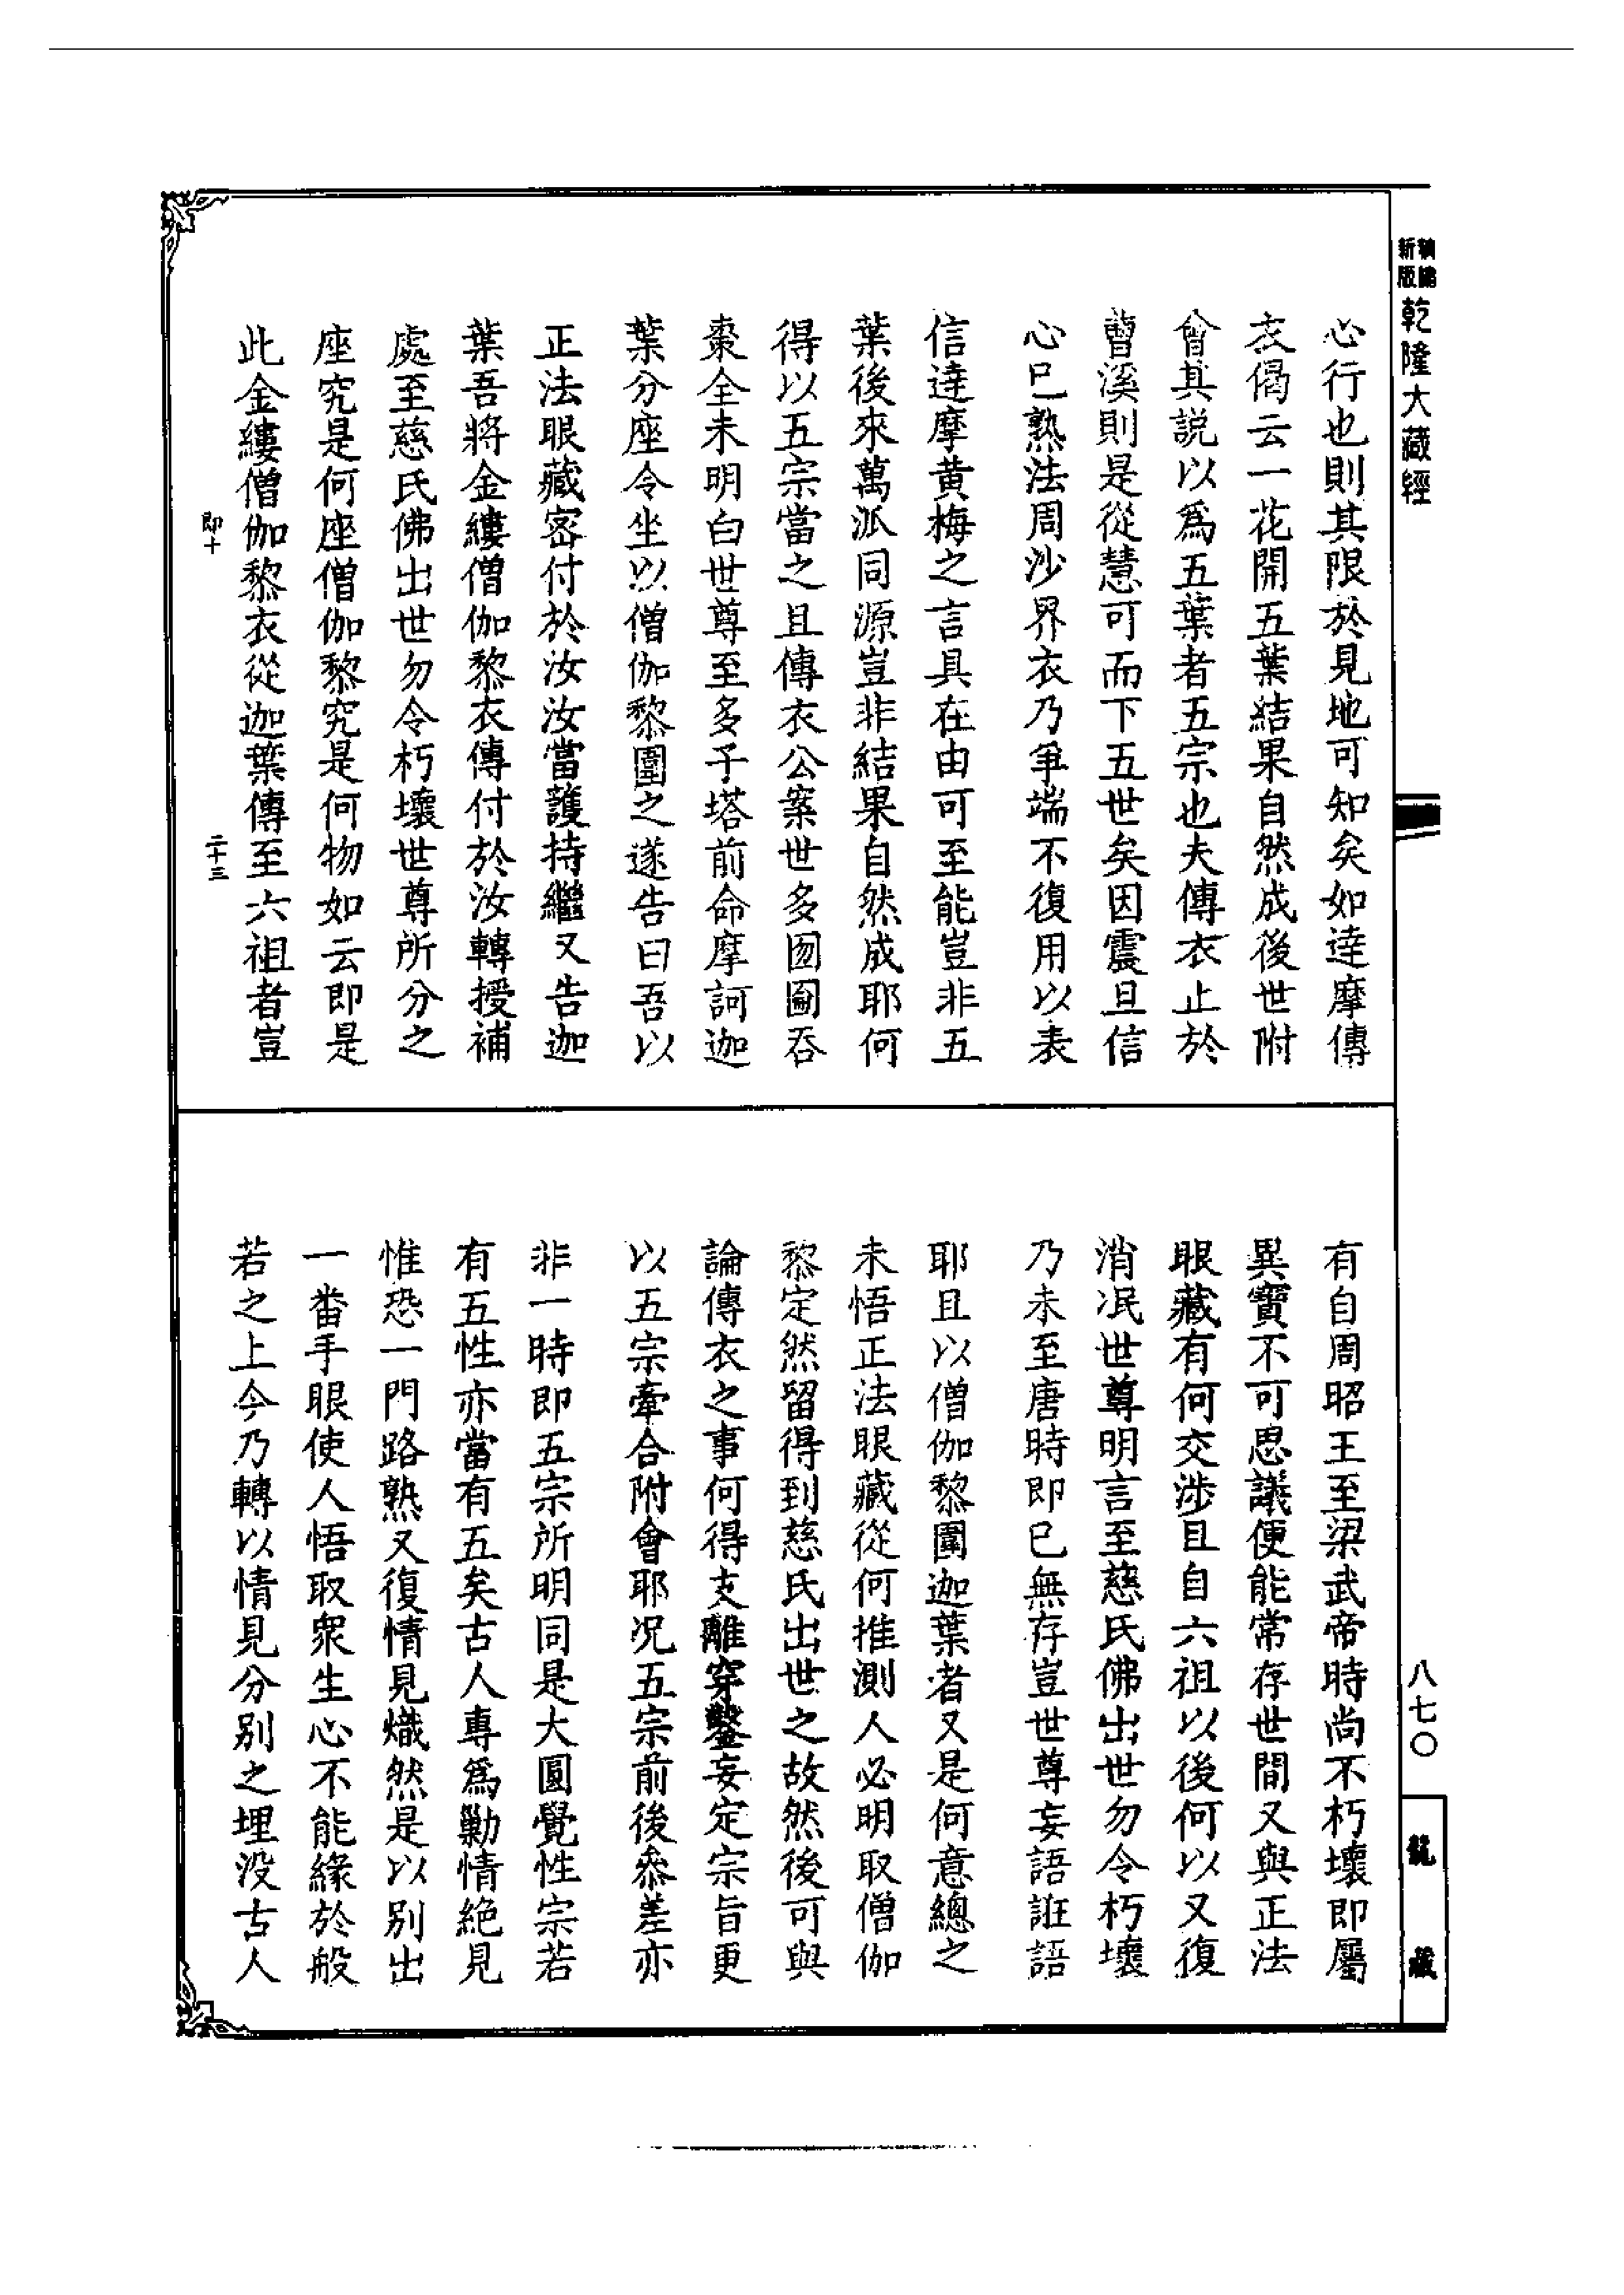 新版精縮乾隆大藏經
心行也則其限於見地可知矣如達摩傳
衣偈云一花開五葉結果自然成後世附
會其說以爲五葉者五宗也夫傳衣止於
曹溪則是從慧可而下五世矣因震旦信
心已熟法周沙界衣乃爭端不復用以表
信達摩黃梅之言具在由可至能豈非五
葉後來萬派同源豈非結果自然成耶何
得以五宗當之且傳衣公案世多囫圇吞
棗全未明白世尊至多子塔前命摩訶迦
葉分座令坐以僧伽黎圍之遂告曰吾以
正法眼藏密付於汝汝當護持繼又告迦
葉吾將金縷僧伽黎衣傳付於汝轉授補
處至慈氏佛出世勿令朽壞世尊所分之
座究是何座僧伽黎究是何物如云即是
此金縷僧伽黎衣從迦葉傳至六祖者豈
即十
二十三
有自周昭王至梁武帝時尚不朽壞即屬
異寶不可思議便能常存世間又與正法
眼藏有何交涉且自六祖以後何以又復
消泯世尊明言至慈氏佛出世勿令朽壞
乃未至唐時即已無存豈世尊妄語誑語
耶且以僧伽黎圍迦葉者又是何意總之
未悟正法眼藏從何推測人必明取僧伽
黎定然留得到慈氏出世之故然後可與
論傳衣之事何得支離穿鑿妄定宗旨更
以五宗牽合附會耶况五宗前後叅差亦
非一時即五宗所明同是大圓覺性宗若
有五性亦當有五矣古人專爲勦情絶見
惟恐一門路熟又復情見熾然是以別出
一番手眼使人悟取衆生心不能緣於般
若之上今乃轉以情見分別之埋没古人
八七〇
龍藏